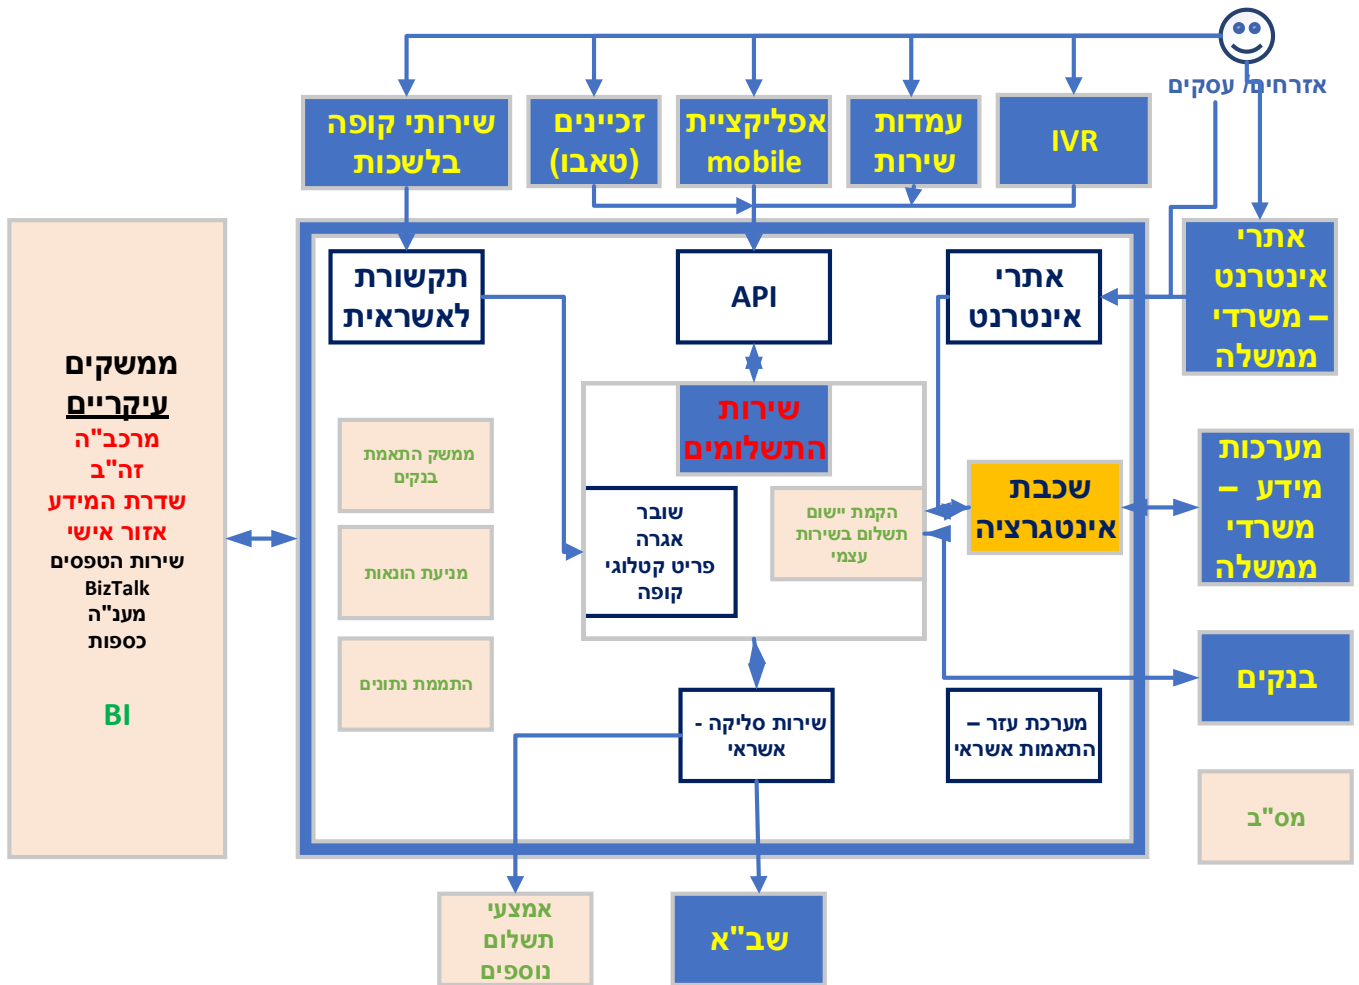 אזרחים/ עסקים
IVR
עמדות
שירות
אפליקציית
mobile
זכיינים
(טאבו)
שירותי קופה
בלשכות
אתרי
אינטרנט
– משרדי
ממשלה
אתרי
אינטרנט
API
תקשורת
לאשראית
ממשקים
עיקריים
מרכב"ה
זה"ב
שדרת המידע
אזור אישי
שירות הטפסים
BizTalk
מענ"ה
כספות
BI
שירות
התשלומים
ממשק התאמת
בנקים
מניעת הונאות
התממת נתונים
שובר
אגרה
פריט קטלוגי
קופה
הקמת יישום
תשלום בשירות
עצמי
שכבת
אינטגרציה
מערכות
מידע –
משרדי
ממשלה
בנקים
שירות סליקה -
אשראי
מערכת עזר –
התאמות אשראי
מס"ב
אמצעי
תשלום
נוספים
שב"א